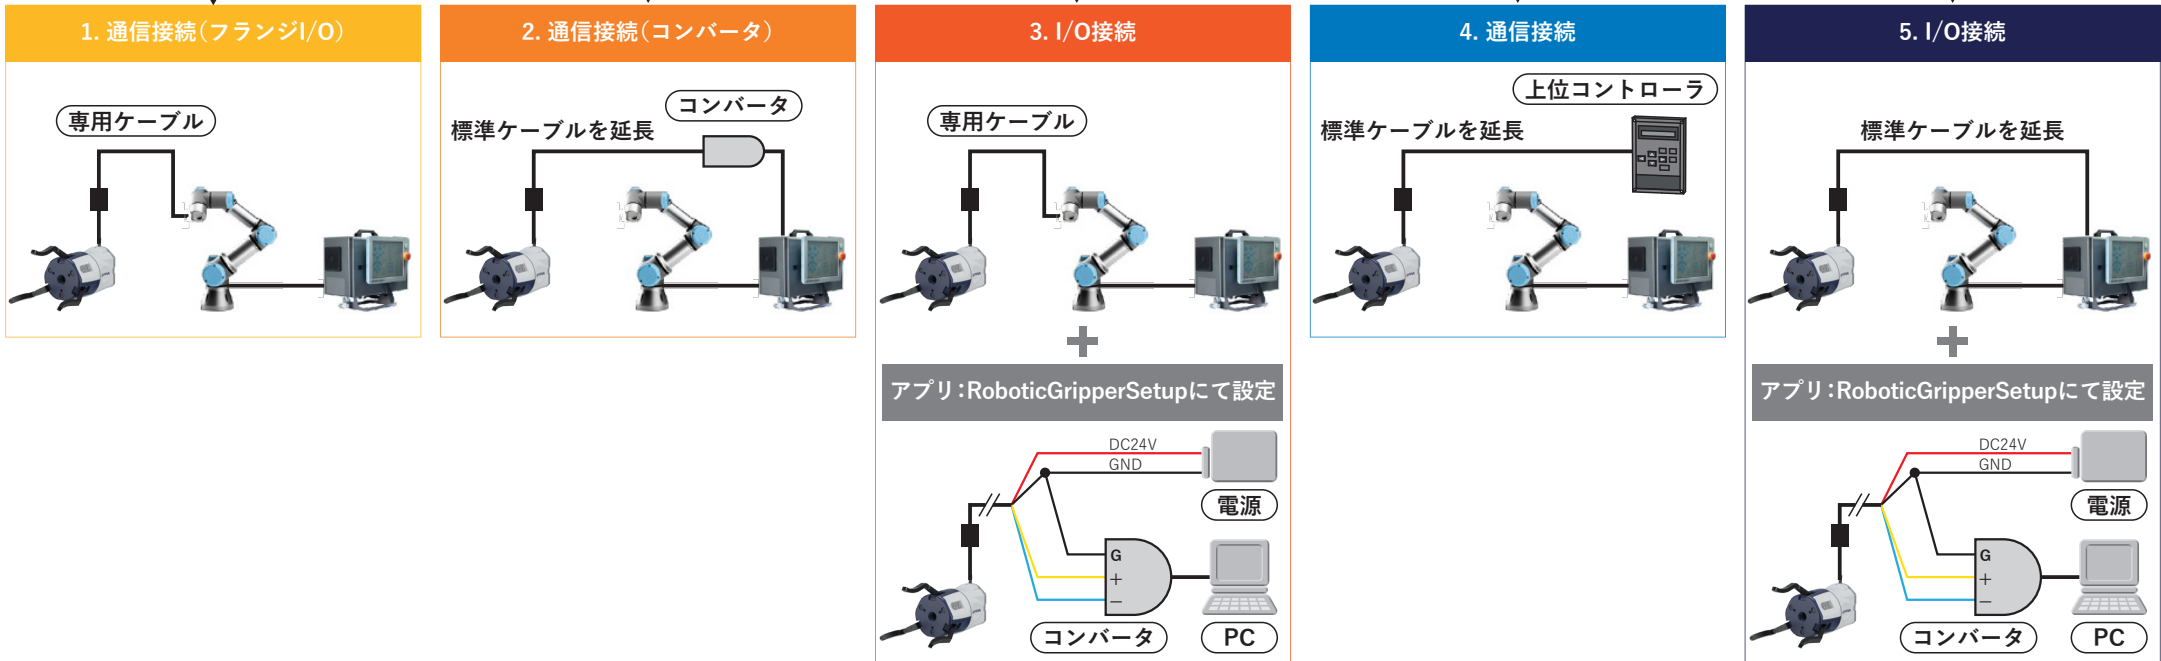 1. 通信接続（フランジI/O）
専用ケーブル
2. 通信接続（コンバータ）
コンバータ
標準ケーブルを延長
3. I/O接続
専用ケーブル
アプリ：RoboticGripperSetupにて設定
DC24V
GND
電源
G
+
−
コンバータ
PC
4. 通信接続
上位コントローラ
標準ケーブルを延長
5. I/O接続
標準ケーブルを延長
アプリ：RoboticGripperSetupにて設定
DC24V
GND
電源
G
+
−
コンバータ
PC